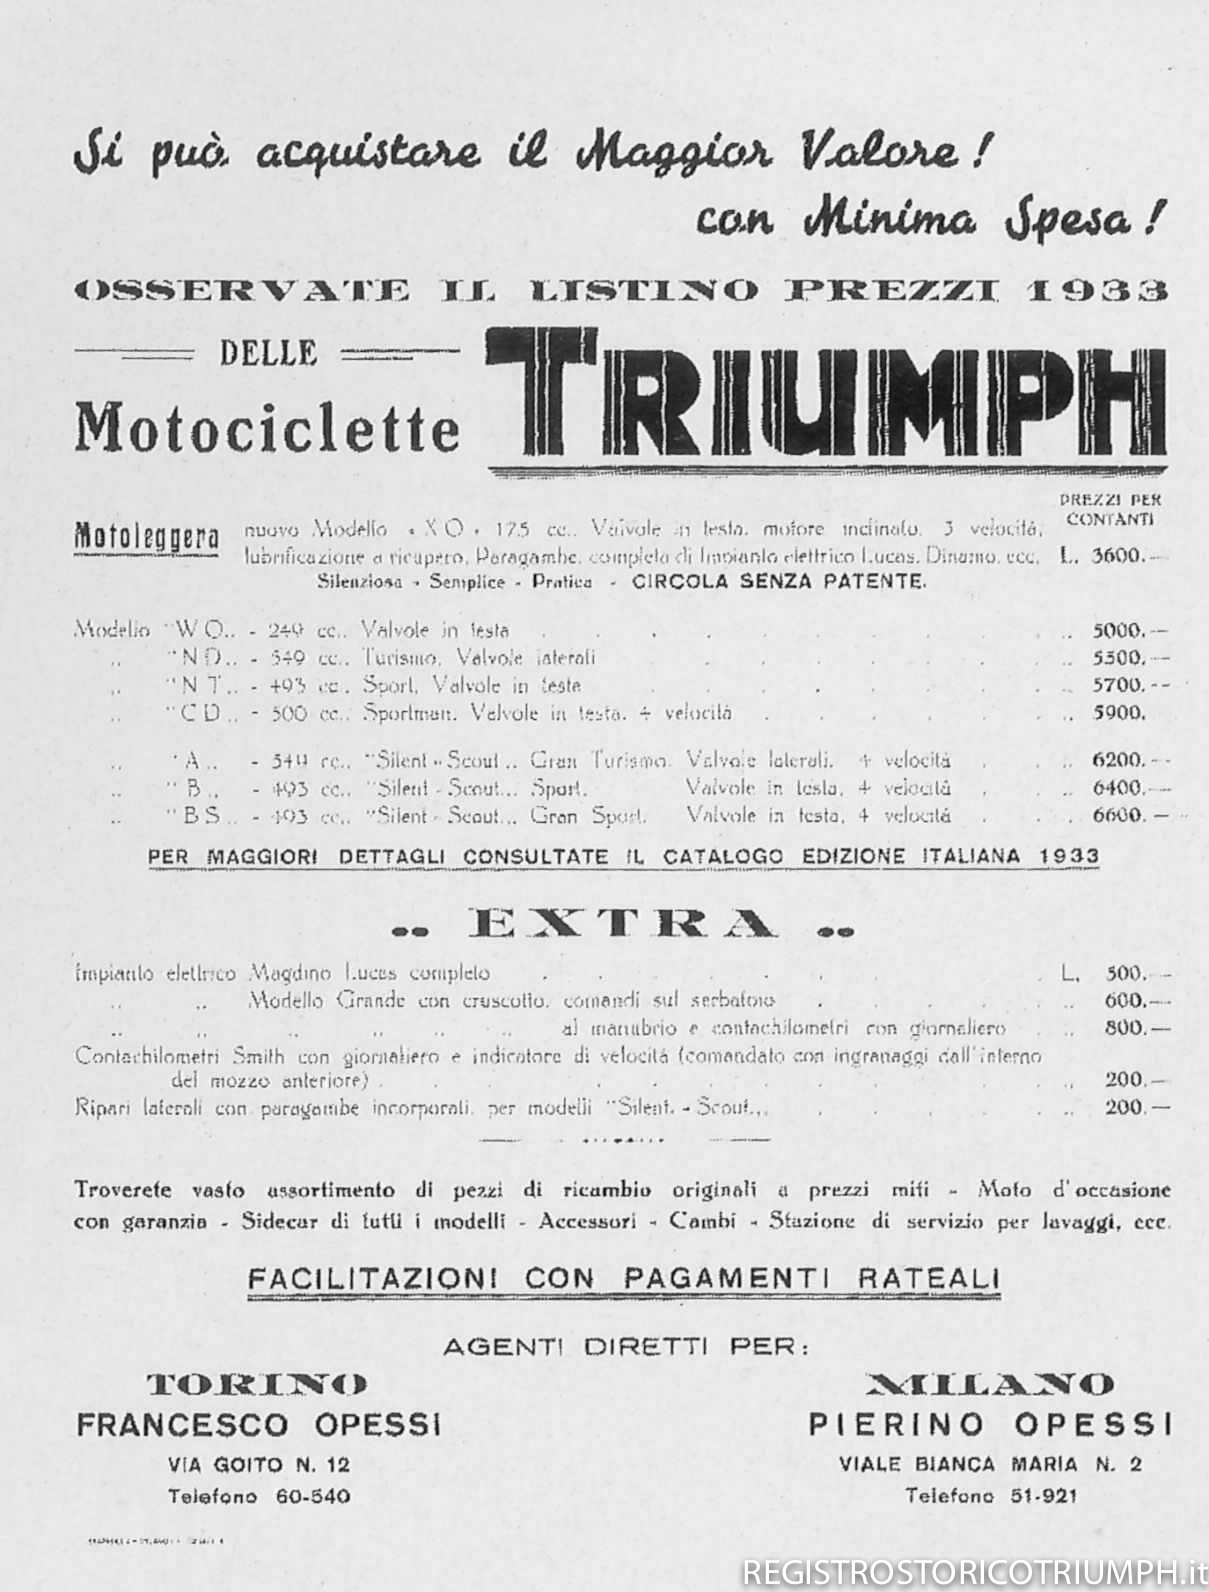 Si può acquistare il Maggior Valore!
con Minima Spesa!
OSSERVATE IL LISTINO PREZZI 1933
DELLE
Motociclette TRIUMPH
PREZZI PER
CONTANTI
Motoleggera nuovo Modello «XO» 175 cc.. Valvole in testa. motore inclinato. 3 velocità,
lubrificazione a ricupero, Paragambe. completa di Impianto elettrico Lucas. Dinamo. ecc. L. 3600.—
Silenziosa - Semplice - Pratica - CIRCOLA SENZA PATENTE.
Modello "WO„ - 249 cc.. Valvole in testa . . . . . . . . . „ 5000.—
„ "ND„ - 549 cc.. Turismo. Valvole laterali . . . . . . . „ 5300.—
„ "NT„ - 493 cc.. Sport. Valvole in testa . . . . . . . . „ 5700.--
„ "CD„ - 500 cc.. Sportman. Valvole in testa. 4 velocità . . . . . . „ 5900.
„ "A„ - 549 cc.. "Silent-Scout„ Gran Turismo. Valvole laterali. 4 velocità . . „ 6200.--
„ "B„ - 493 cc.. "Silent-Scout„. Sport. Valvole in testa, 4 velocità . . „ 6400.—
„ "BS„ - 493 cc.. "Silent-Scout„. Gran Sport. Valvole in testa, 4 velocità . . „ 6600.—
PER MAGGIORI DETTAGLI CONSULTATE IL CATALOGO EDIZIONE ITALIANA 1933
.. EXTRA ..
Impianto elettrico Magdino Lucas completo . . . . . . . . L. 500.—
„ „ Modello Grande con cruscotto. comandi sul serbatoio . . . . . „ 600.—
„ „ „ „ „ „ al manubrio e contachilometri con giornaliero „ 800.—
Contachilometri Smith con giornaliero e indicatore di velocità (comandato con ingranaggi dall'interno
del mozzo anteriore) . . . . . . . . . . . „ 200.—
Ripari laterali con paragambe incorporati. per modelli "Silent.-Scout„. . . . . . „ 200.—
Troverete vasto assortimento di pezzi di ricambio originali a prezzi miti - Moto d'occasione
con garanzia - Sidecar di tutti i modelli - Accessori - Cambi - Stazione di servizio per lavaggi, ecc.
FACILITAZIONI CON PAGAMENTI RATEALI
AGENTI DIRETTI PER:
TORINO
FRANCESCO OPESSI
VIA GOITO N. 12
Telefono 60-540
MILANO
PIERINO OPESSI
VIALE BIANCA MARIA N. 2
Telefono 51-921
REGISTROSTORICOTRIUMPH.it